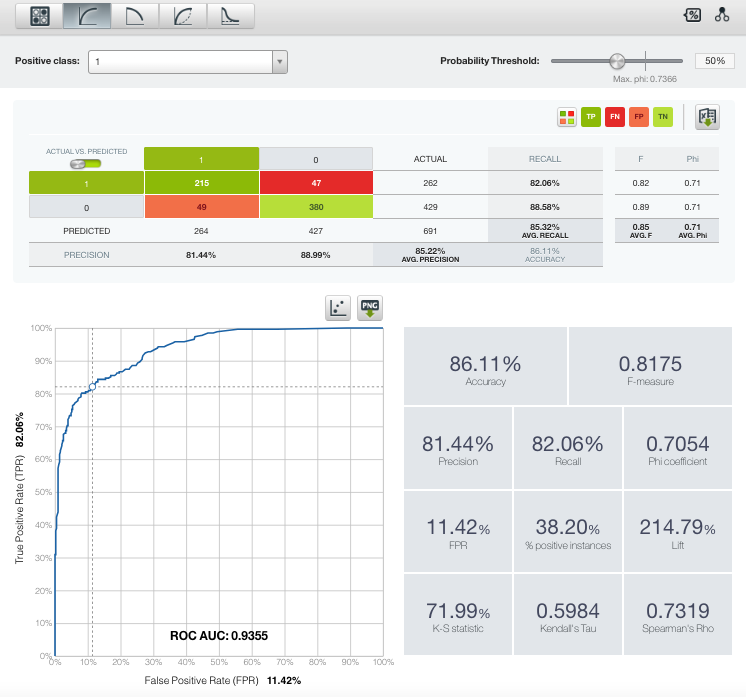 Positive class: 1 Probability Threshold: 50%
Max. phi: 0.7366
TP FN FP TN
ACTUAL VS. PREDICTED 1 0 ACTUAL RECALL F Phi
1 215 47 262 82.06% 0.82 0.71
0 49 380 429 88.58% 0.89 0.71
PREDICTED 264 427 691 85.32% AVG. RECALL 0.85 AVG. F 0.71 AVG. Phi
PRECISION 81.44% 88.99% 85.22% AVG. PRECISION 86.11% ACCURACY
PNG
100%
90%
80%
70%
60%
50%
40%
30%
20%
10%
0%
True Positive Rate (TPR) 82.06%
ROC AUC: 0.9355
0% 10% 20% 30% 40% 50% 60% 70% 80% 90% 100%
False Positive Rate (FPR) 11.42%
86.11% 0.8175
Accuracy F-measure
81.44% 82.06% 0.7054
Precision Recall Phi coefficient
11.42% 38.20% 214.79%
FPR % positive instances Lift
71.99% 0.5984 0.7319
K-S statistic Kendall's Tau Spearman's Rho